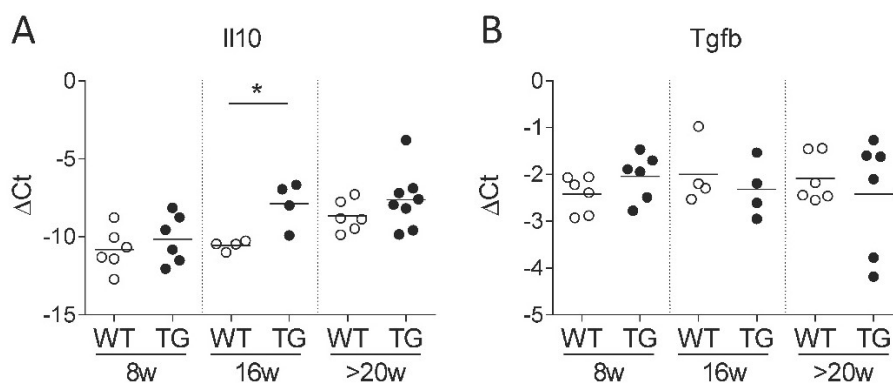 A
Il10
0
-5
-10
-15
ΔCt
*
WT TG WT TG WT TG
8w 16w >20w
B
Tgfb
0
-1
-2
-3
-4
-5
ΔCt
WT TG WT TG WT TG
8w 16w >20w